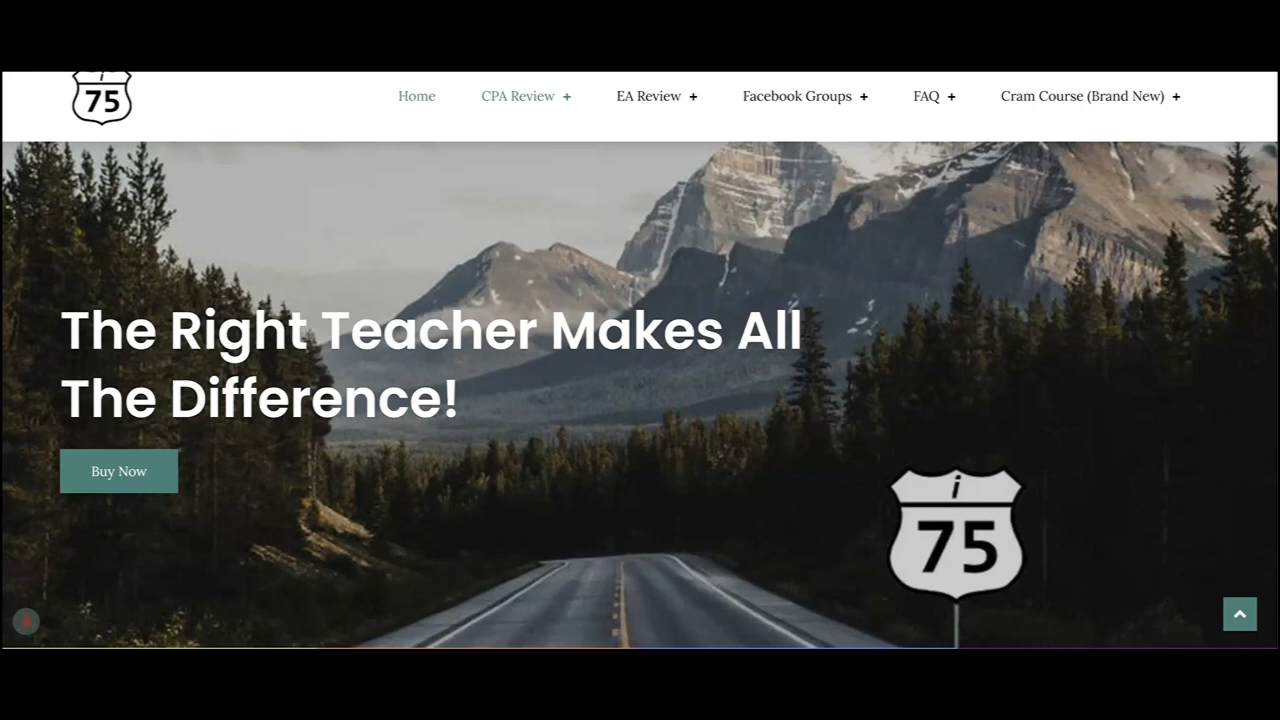 i
75
Home
CPA Review +
EA Review +
Facebook Groups +
FAQ +
Cram Course (Brand New) +
The Right Teacher Makes All
The Difference!
Buy Now
i
75